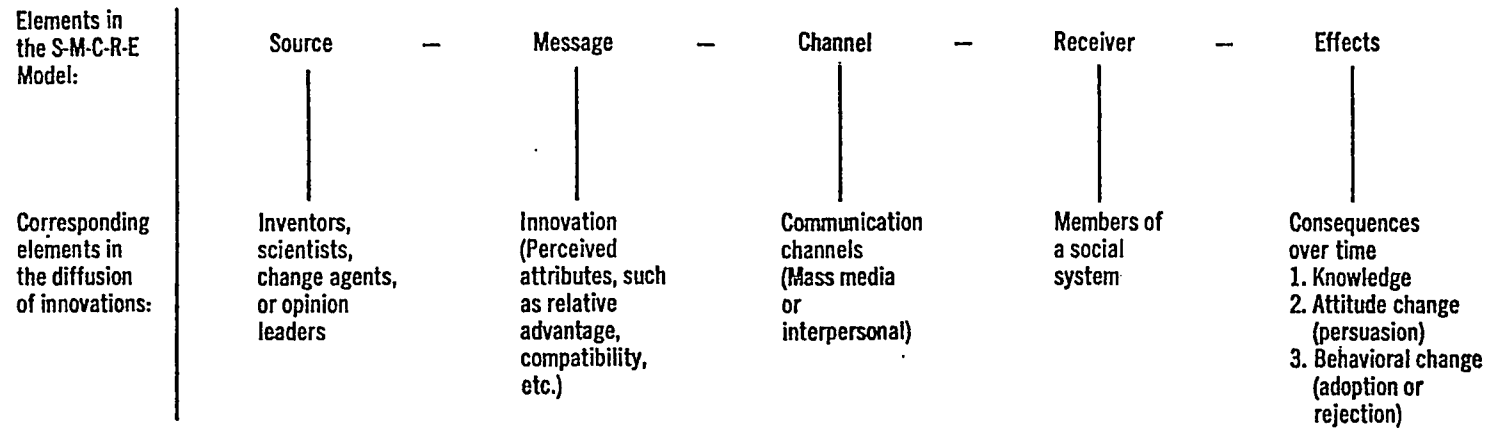 Elements in
the S-M-C-R-E
Model:
Source – Message – Channel – Receiver – Effects
Corresponding
elements in
the diffusion
of innovations:
Inventors,
scientists,
change agents,
or opinion
leaders
Innovation
(Perceived
attributes, such
as relative
advantage,
compatibility,
etc.)
Communication
channels
(Mass media
or
interpersonal)
Members of
a social
system
Consequences
over time
1. Knowledge
2. Attitude change
(persuasion)
3. Behavioral change
(adoption or
rejection)